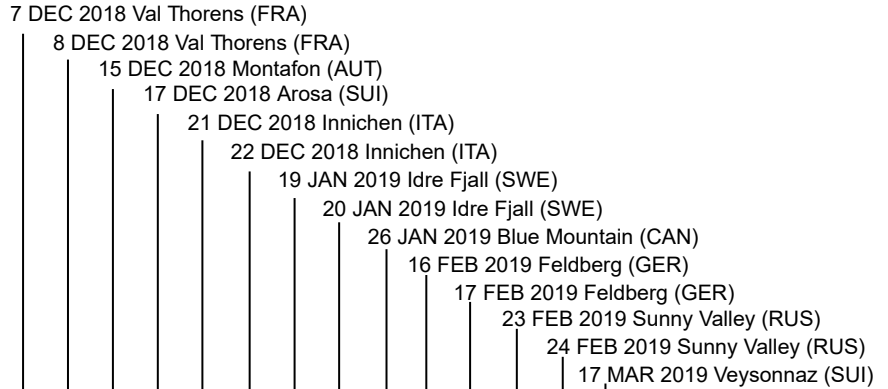 7 DEC 2018 Val Thorens (FRA)
8 DEC 2018 Val Thorens (FRA)
15 DEC 2018 Montafon (AUT)
17 DEC 2018 Arosa (SUI)
21 DEC 2018 Innichen (ITA)
22 DEC 2018 Innichen (ITA)
19 JAN 2019 Idre Fjall (SWE)
20 JAN 2019 Idre Fjall (SWE)
26 JAN 2019 Blue Mountain (CAN)
16 FEB 2019 Feldberg (GER)
17 FEB 2019 Feldberg (GER)
23 FEB 2019 Sunny Valley (RUS)
24 FEB 2019 Sunny Valley (RUS)
17 MAR 2019 Veysonnaz (SUI)